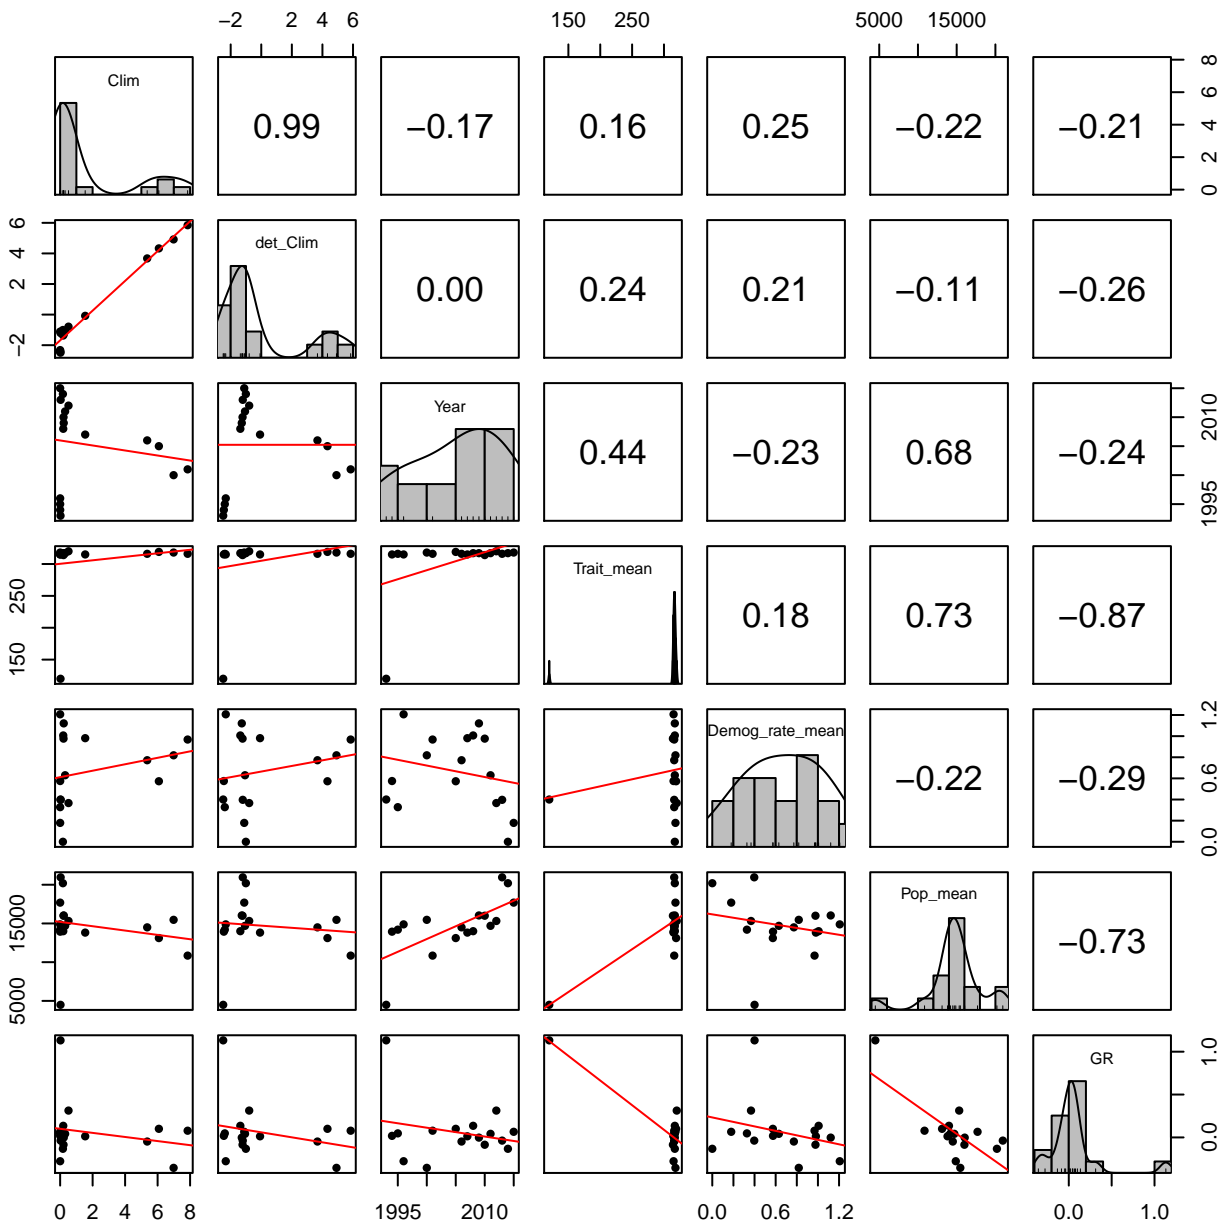 −2 2 4 6 150 250 5000 15000
Clim 0.99 −0.17 0.16 0.25 −0.22 −0.21 0 2 4 6 8
−2 2 4 6 det_Clim 0.00 0.24 0.21 −0.11 −0.26
Year 0.44 −0.23 0.68 −0.24 1995 2010
150 250 Trait_mean 0.18 0.73 −0.87
Demog_rate_mean −0.22 −0.29 0.0 0.6 1.2
5000 15000 Pop_mean −0.73
GR 0.0 1.0
0 2 4 6 8 1995 2010 0.0 0.6 1.2 0.0 1.0